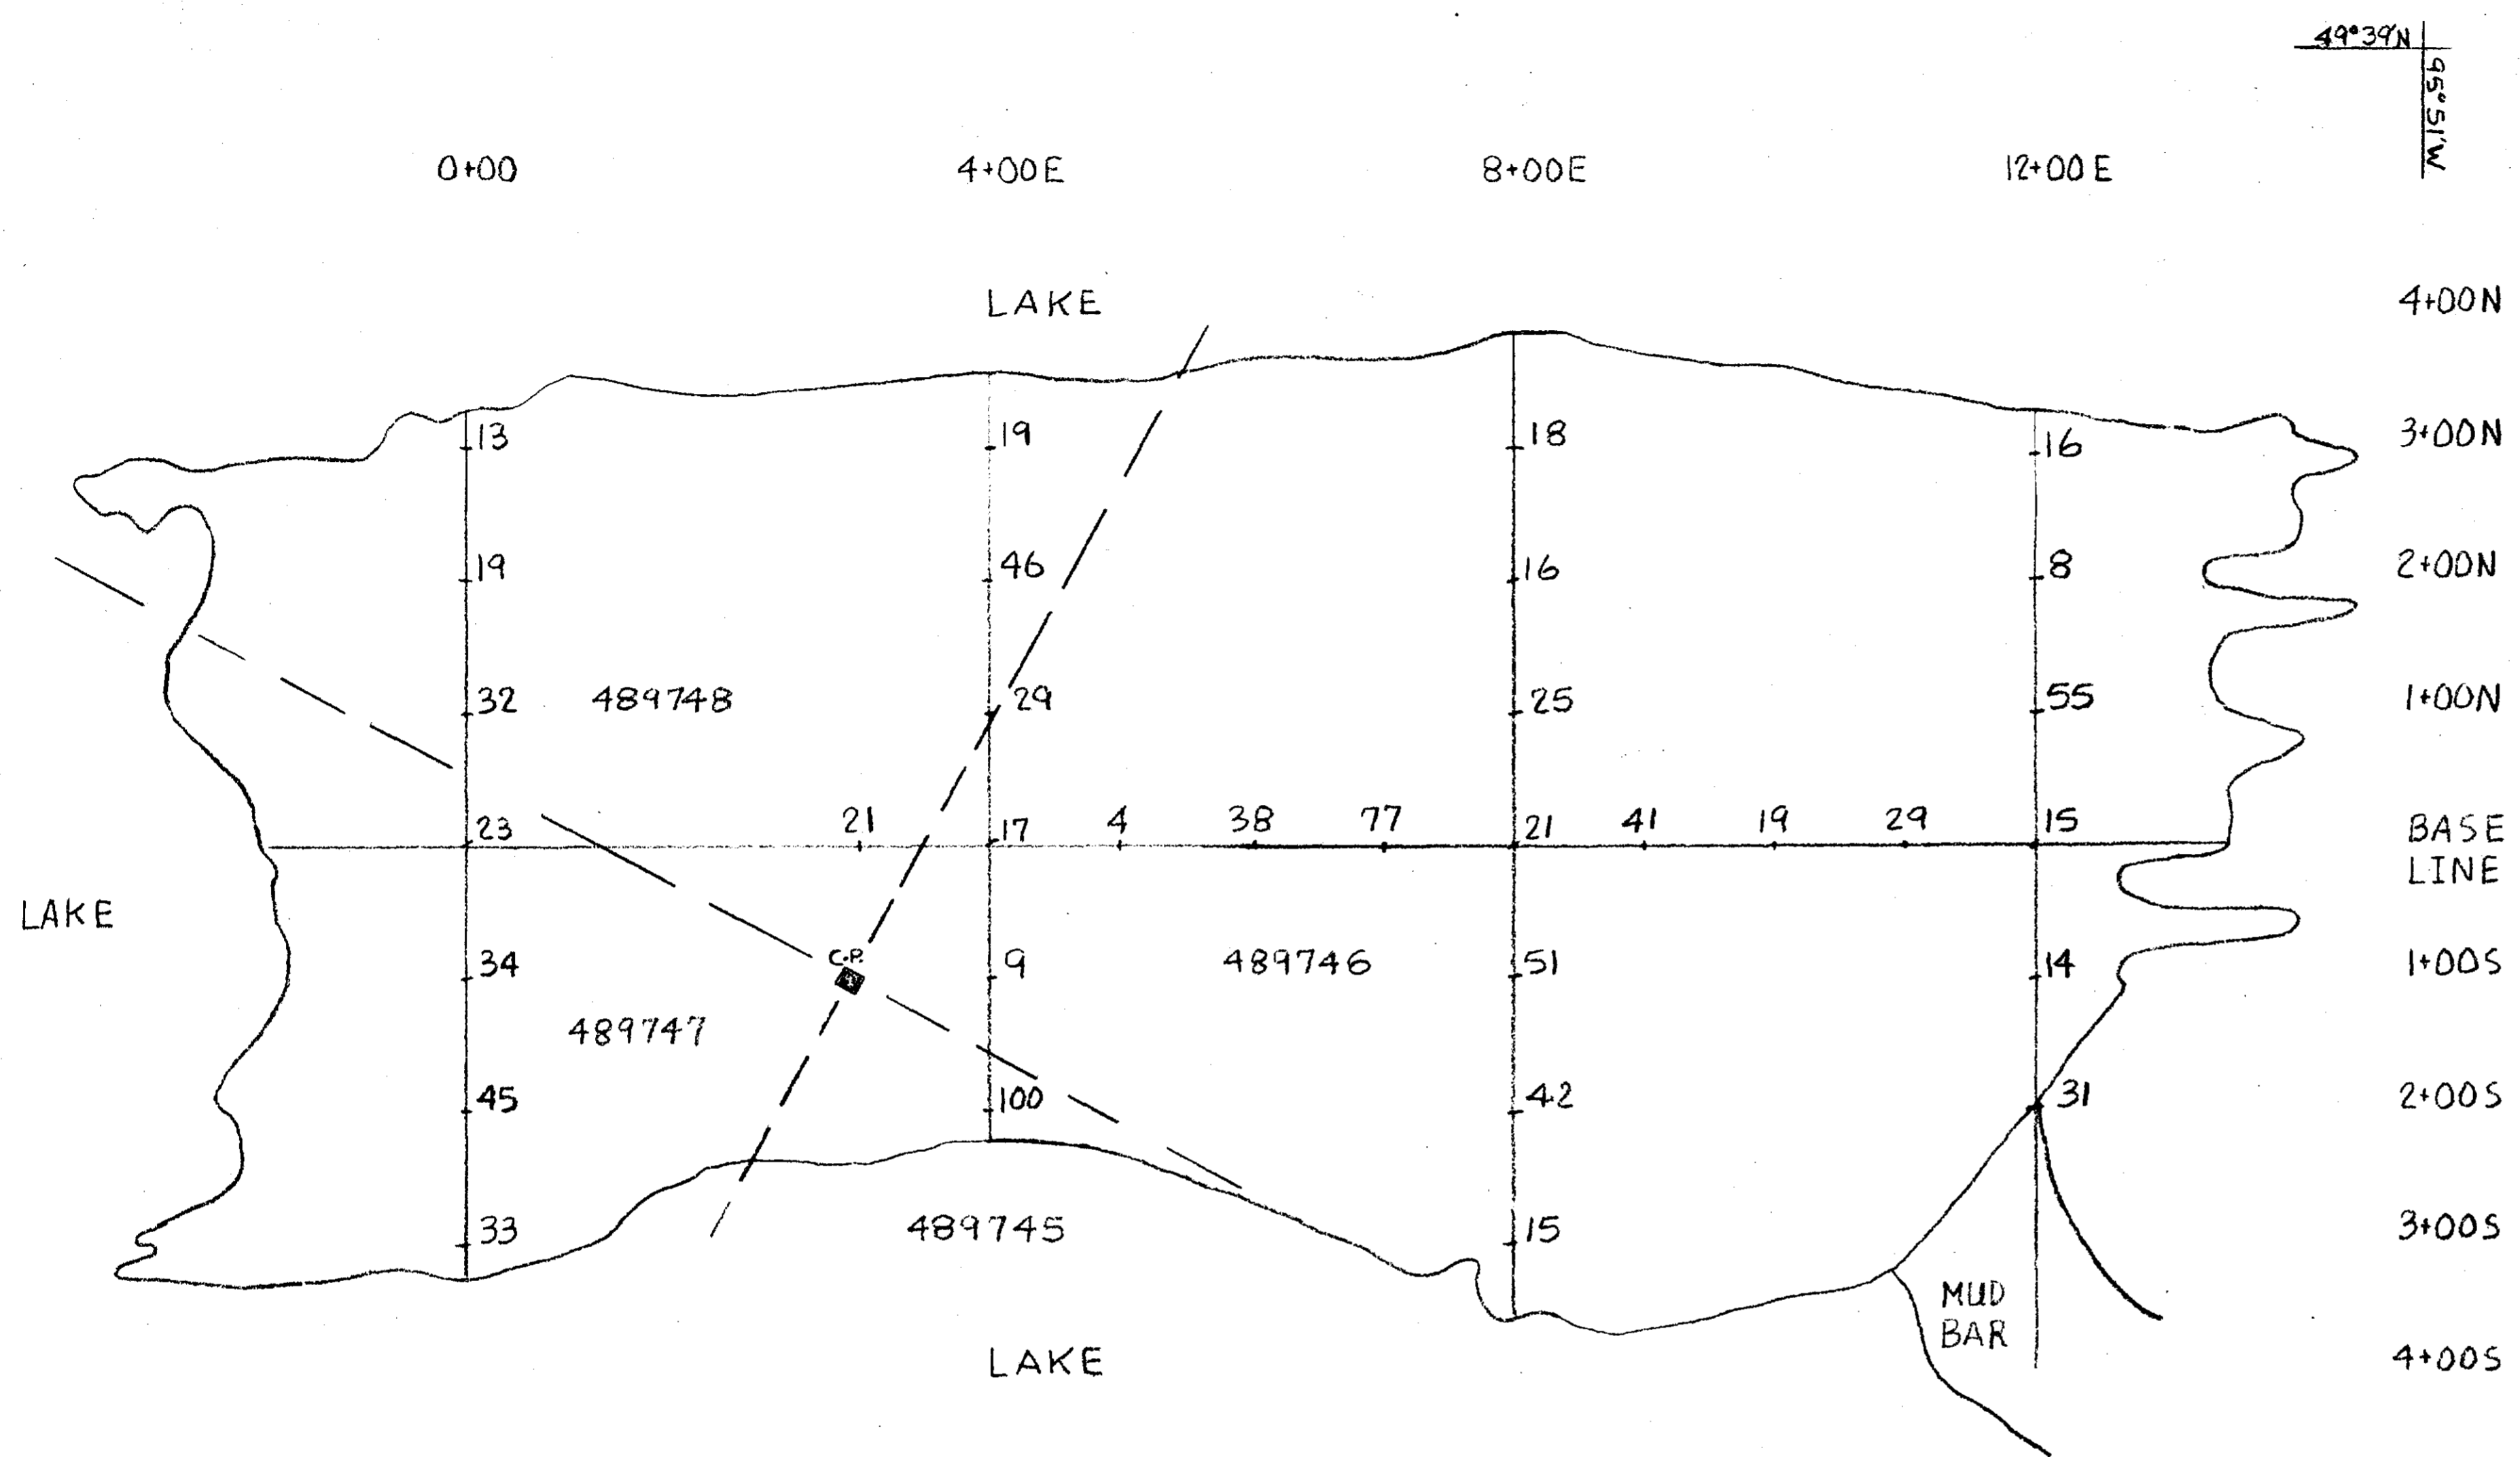 49°39'N
95°51'W
0+00 4+00E 8+00E 12+00E
LAKE 4+00N
13 19 18 16 3+00N
19 46 16 8 2+00N
32 489748 29 25 55 1+00N
23 21 17 4 38 77 21 41 19 29 15 BASE
LINE
LAKE
C.P.
34 9 489746 51 14 1+00S
489747
45 100 42 31 2+00S
33 489745 15 3+00S
MUD
BAR
LAKE 4+00S